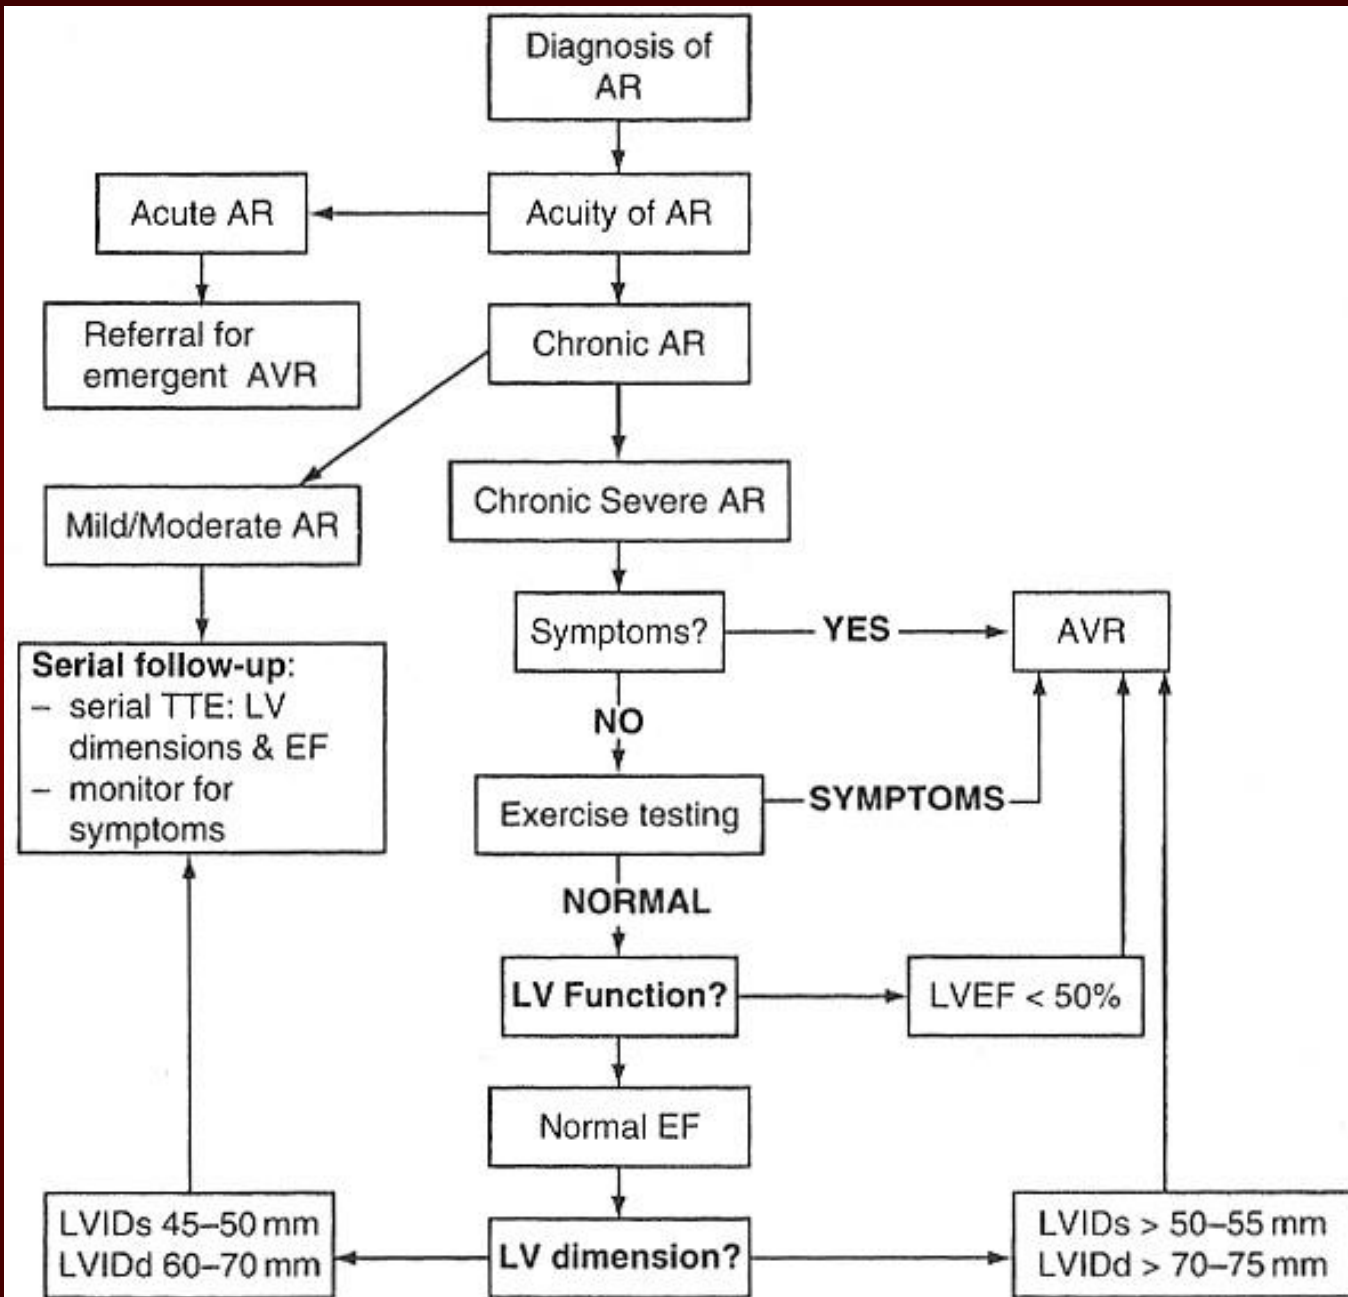 Diagnosis of
AR
Acute AR
Acuity of AR
Referral for
emergent AVR
Chronic AR
Mild/Moderate AR
Chronic Severe AR
Symptoms?
YES
AVR
Serial follow-up:
– serial TTE: LV
dimensions & EF
– monitor for
symptoms
NO
Exercise testing
SYMPTOMS
NORMAL
LV Function?
LVEF < 50%
Normal EF
LVIDs 45–50 mm
LVIDd 60–70 mm
LV dimension?
LVIDs > 50–55 mm
LVIDd > 70–75 mm